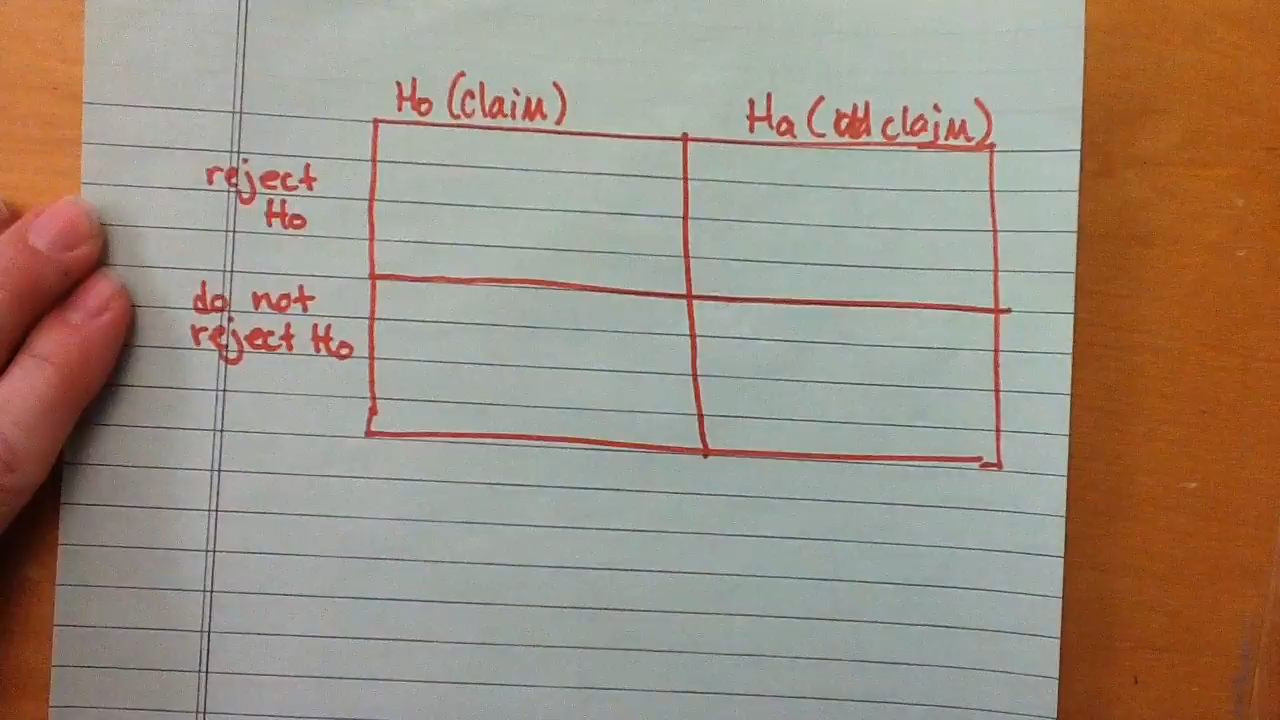 Ho (claim)
Ha ( claim)
reject
Ho
do not
reject Ho